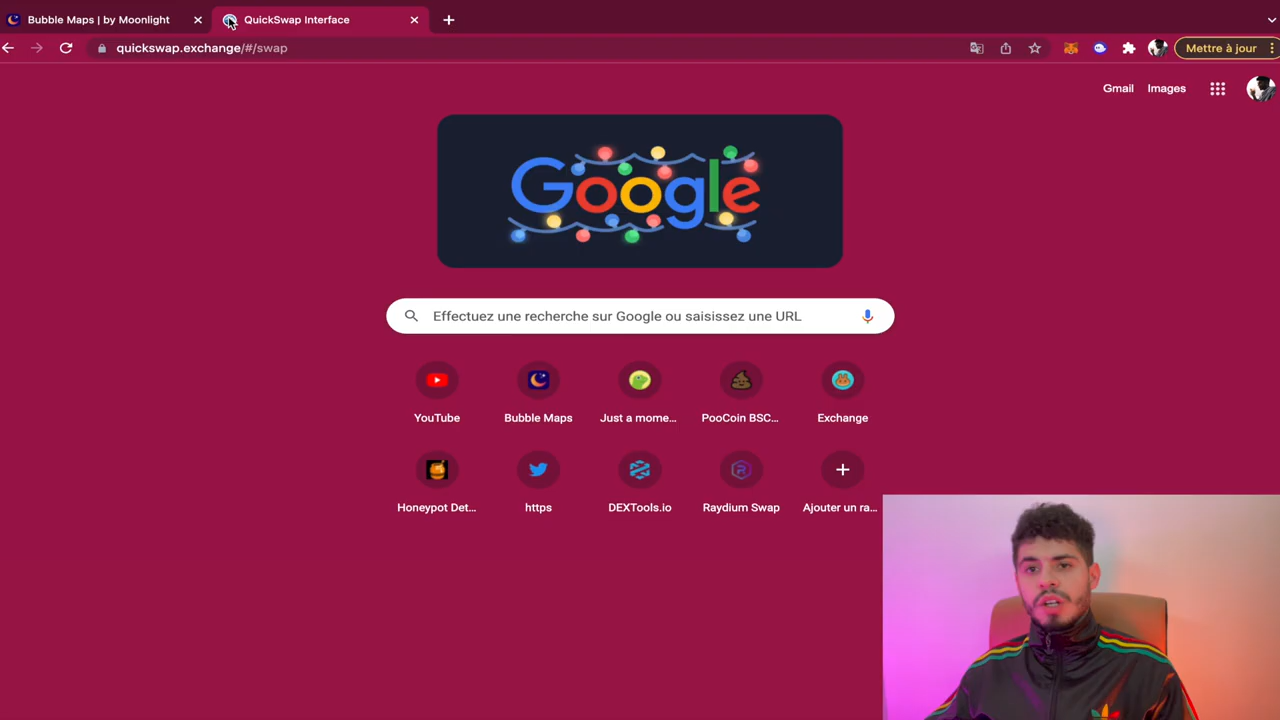 Bubble Maps | by Moonlight
QuickSwap Interface
quickswap.exchange/#/swap
Mettre à jour
Gmail
Images
Google
Effectuez une recherche sur Google ou saisissez une URL
YouTube
Bubble Maps
Just a mome...
PooCoin BSC...
Exchange
Honeypot Det...
https
DEXTools.io
Raydium Swap
Ajouter un ra...